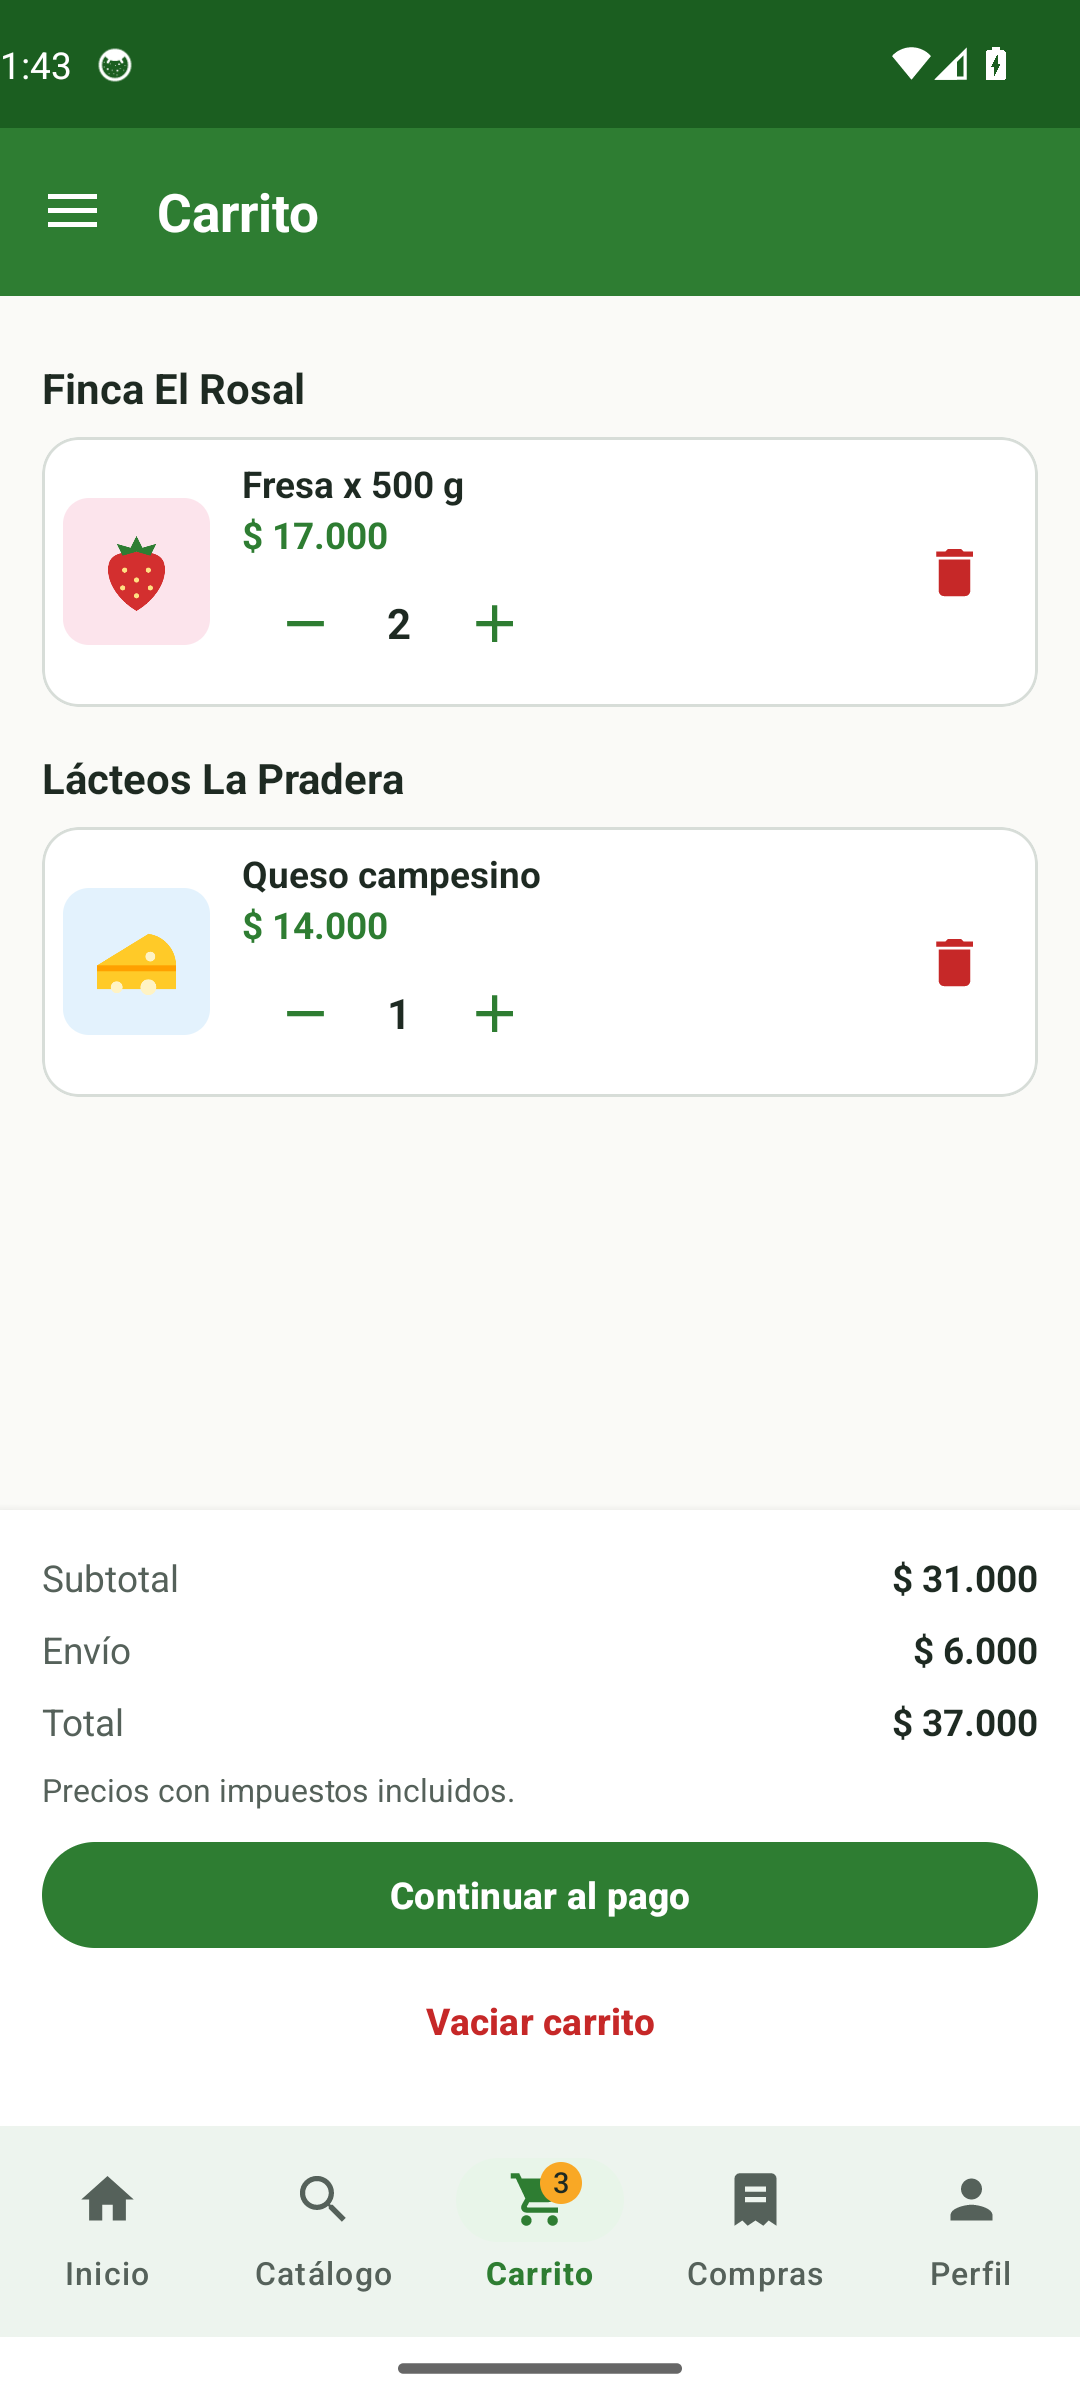 1:43
Carrito
Finca El Rosal
Fresa x 500 g
$ 17.000
2
Lácteos La Pradera
Queso campesino
$ 14.000
1
Subtotal $ 31.000
Envío $ 6.000
Total $ 37.000
Precios con impuestos incluidos.
Continuar al pago
Vaciar carrito
3
Inicio Catálogo Carrito Compras Perfil